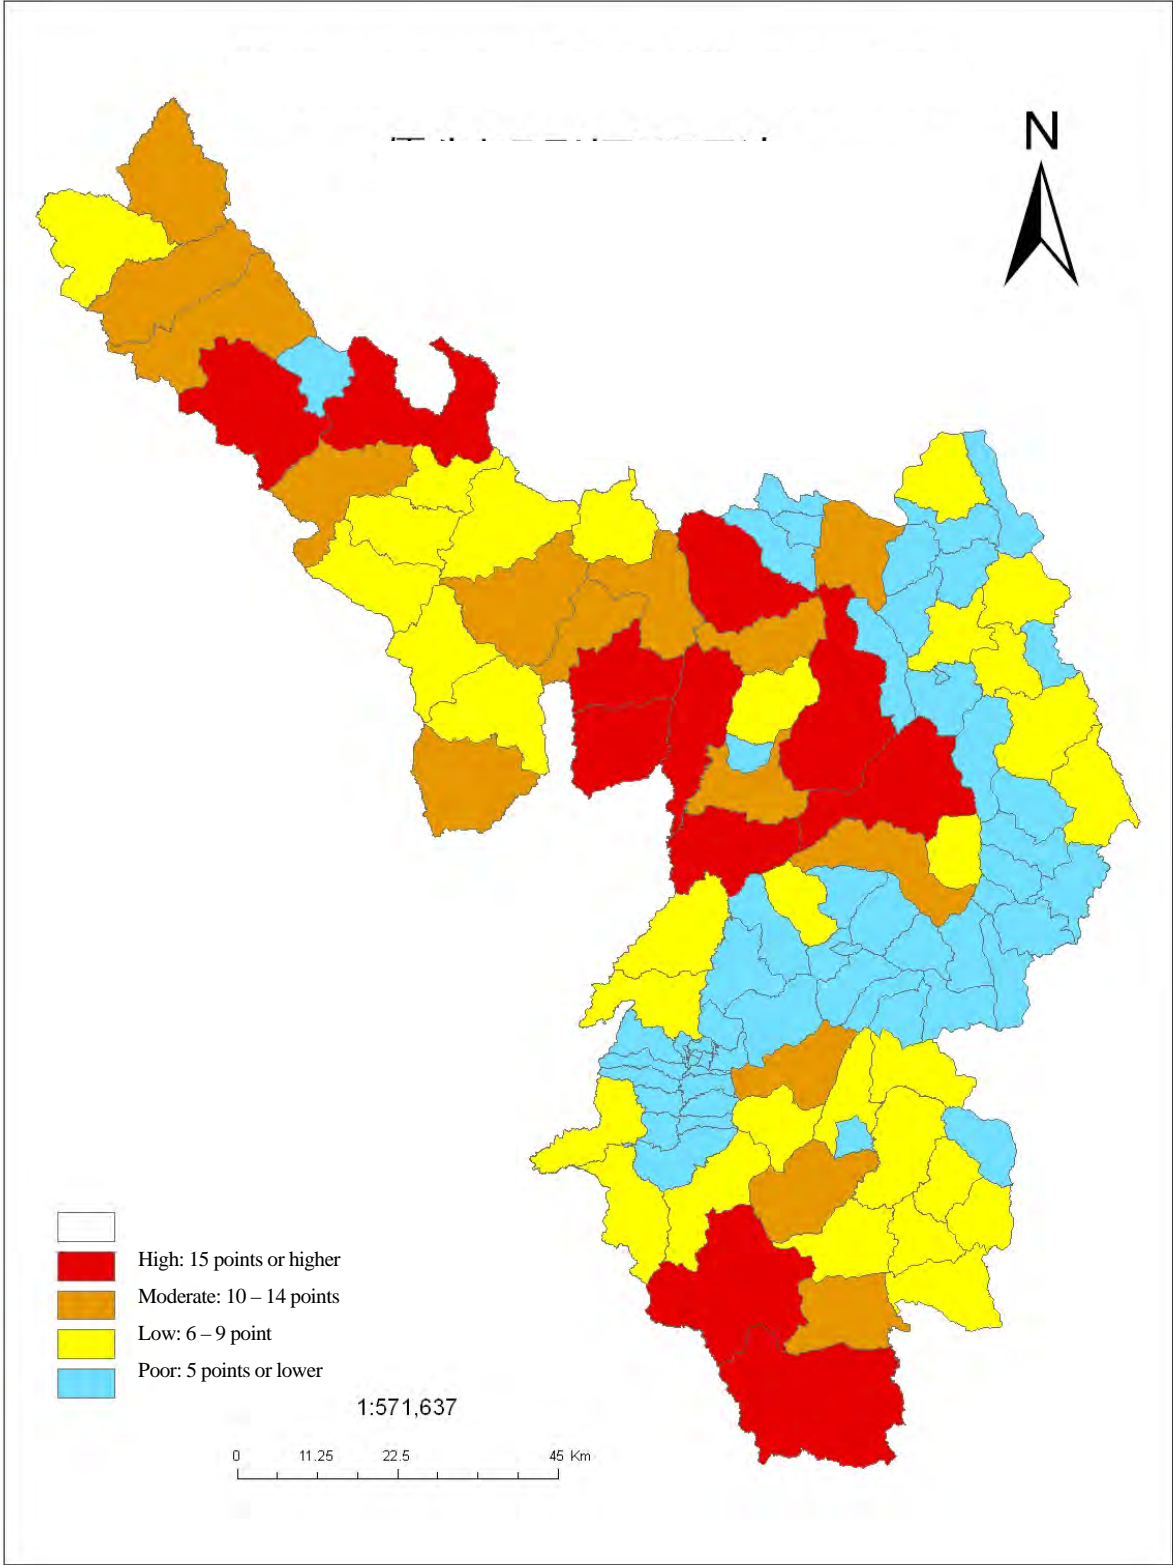 N
High: 15 points or higher
Moderate: 10 – 14 points
Low: 6 – 9 point
Poor: 5 points or lower
1:571,637
0 11.25 22.5 45 Km